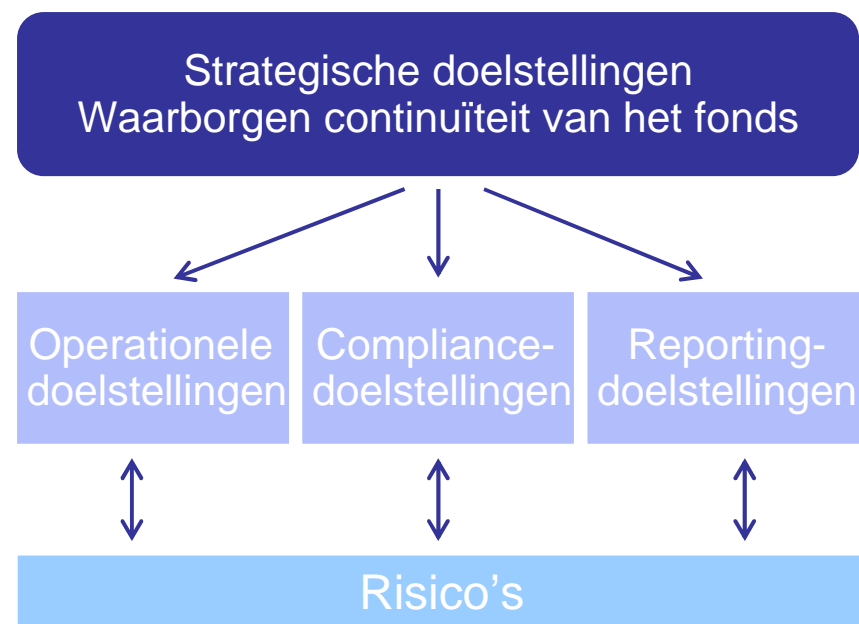 Strategische doelstellingen
Waarborgen continuïteit van het fonds
Operationele
doelstellingen
Compliance-
doelstellingen
Reporting-
doelstellingen
Risico’s